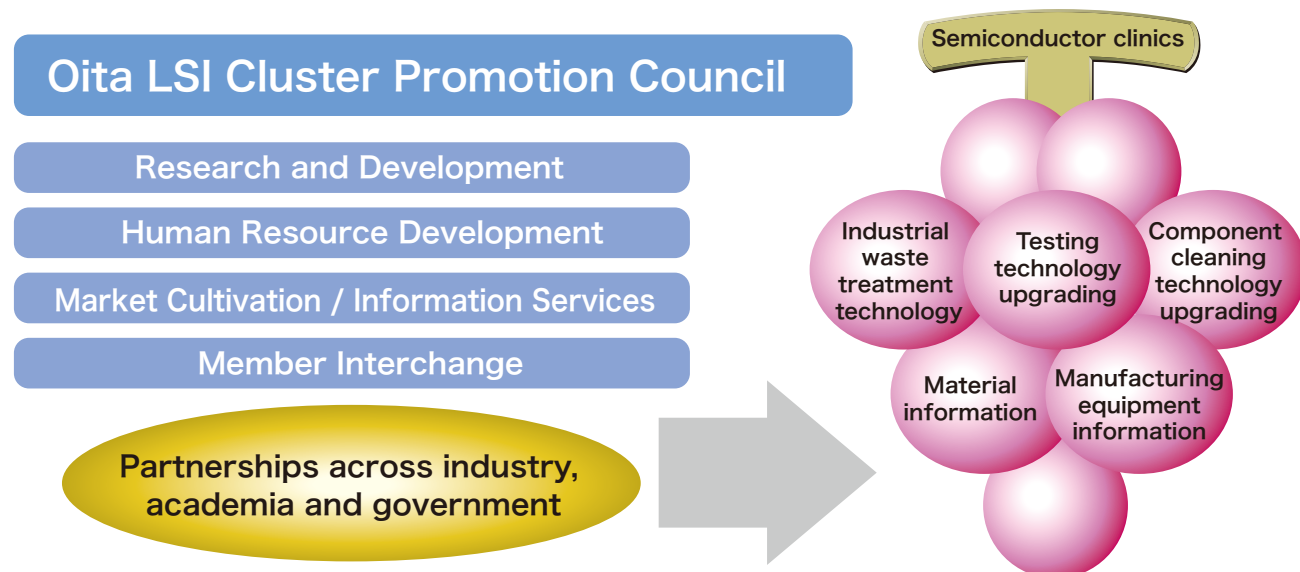 Oita LSI Cluster Promotion Council
Research and Development
Human Resource Development
Market Cultivation / Information Services
Member Interchange
Partnerships across industry,
academia and government
Semiconductor clinics
Industrial
waste
treatment
technology
Testing
technology
upgrading
Component
cleaning
technology
upgrading
Material
information
Manufacturing
equipment
information